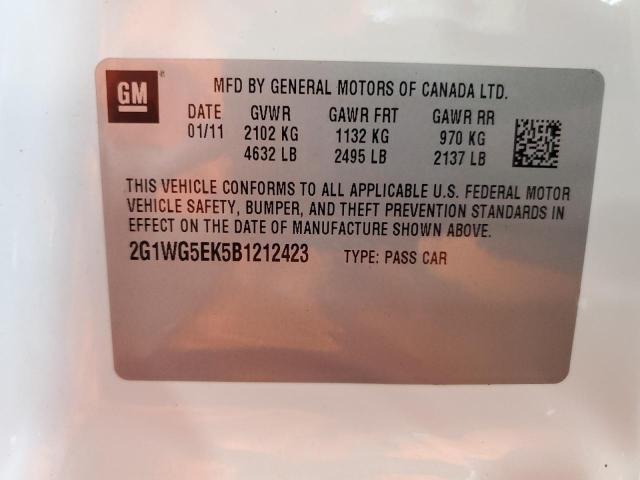 GM
MFD BY GENERAL MOTORS OF CANADA LTD.
DATE GVWR GAWR FRT GAWR RR
01/11 2102 KG 1132 KG 970 KG
4632 LB 2495 LB 2137 LB
THIS VEHICLE CONFORMS TO ALL APPLICABLE U.S. FEDERAL MOTOR
VEHICLE SAFETY, BUMPER, AND THEFT PREVENTION STANDARDS IN
EFFECT ON THE DATE OF MANUFACTURE SHOWN ABOVE.
2G1WG5EK5B1212423 TYPE: PASS CAR